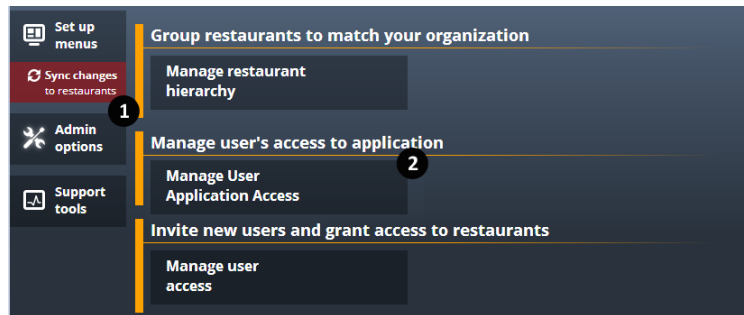 Set up
menus
Sync changes
to restaurants
1
Admin
options
Support
tools
Group restaurants to match your organization
Manage restaurant
hierarchy
Manage user's access to application
2
Manage User
Application Access
Invite new users and grant access to restaurants
Manage user
access